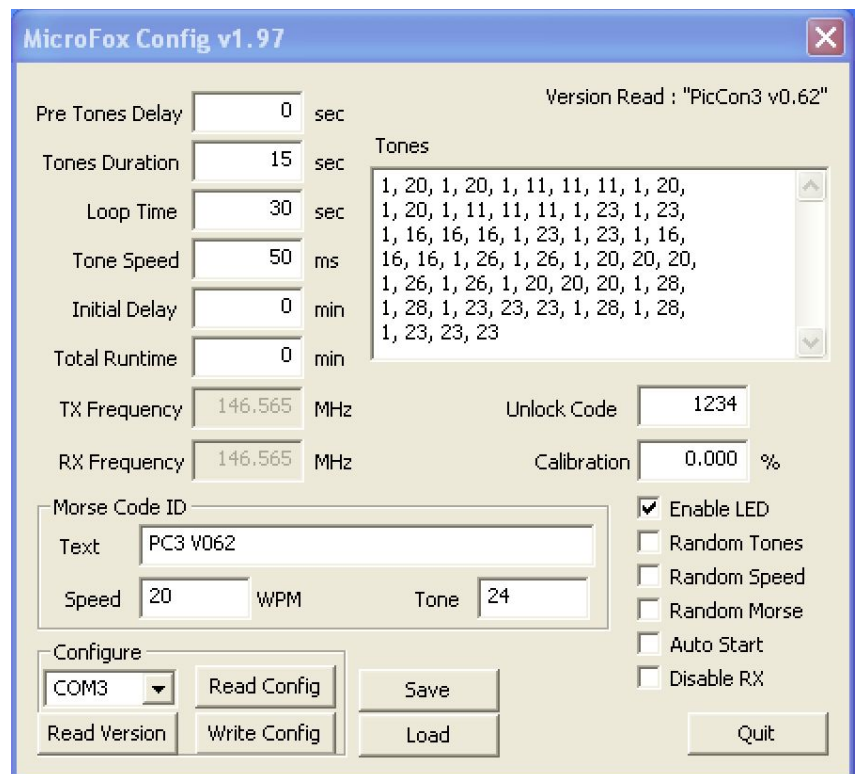 MicroFox Config v1.97
Version Read : "PicCon3 v0.62"
Pre Tones Delay 0 sec
Tones Duration 15 sec
Loop Time 30 sec
Tone Speed 50 ms
Initial Delay 0 min
Total Runtime 0 min
TX Frequency 146.565 MHz
RX Frequency 146.565 MHz
Tones
1, 20, 1, 20, 1, 11, 11, 11, 1, 20,
1, 20, 1, 11, 11, 11, 1, 23, 1, 23,
1, 16, 16, 16, 1, 23, 1, 23, 1, 16,
16, 16, 1, 26, 1, 26, 1, 20, 20, 20,
1, 26, 1, 26, 1, 20, 20, 20, 1, 28,
1, 28, 1, 23, 23, 23, 1, 28, 1, 28,
1, 23, 23, 23
Unlock Code 1234
Calibration 0.000 %
Morse Code ID
Text PC3 V062
Speed 20 WPM Tone 24
Enable LED
Random Tones
Random Speed
Random Morse
Auto Start
Disable RX
Configure
COM3 Read Config
Read Version Write Config
Save
Load
Quit